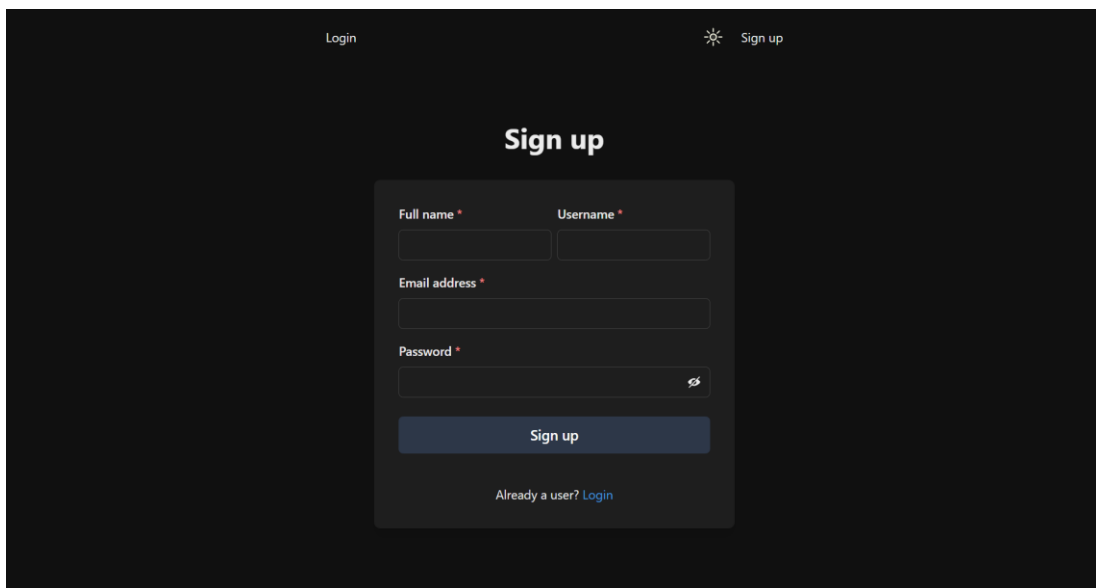 Login Sign up
Sign up
Full name * Username *
Email address *
Password *
Sign up
Already a user? Login